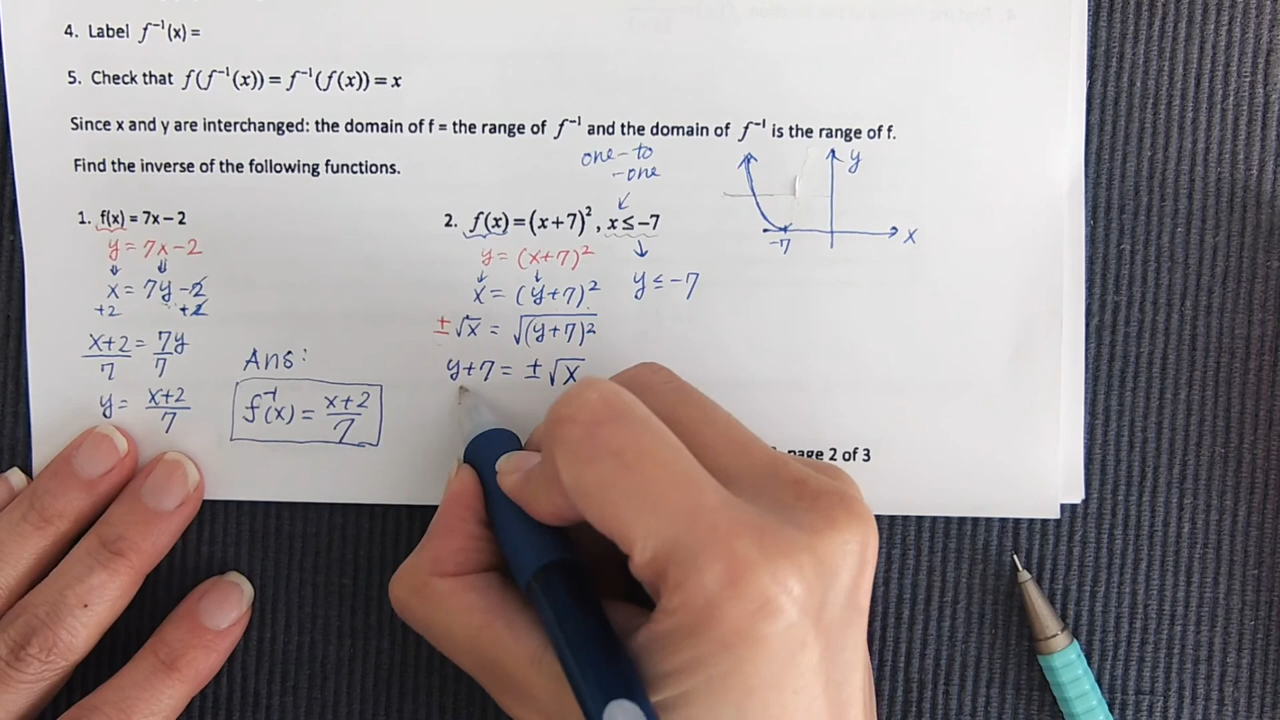 4. Label f⁻¹(x) =
5. Check that f(f⁻¹(x)) = f⁻¹(f(x)) = x
Since x and y are interchanged: the domain of f = the range of f⁻¹ and the domain of f⁻¹ is the range of f.
Find the inverse of the following functions.
1. f(x) = 7x – 2
y = 7x – 2
x = 7y – 2
+2 +2
x+2 = 7y
7 7
y = x+2
7
Ans:
f⁻¹(x) = x+2
7
one-to
-one
2. f(x) = (x+7)², x ≤ –7
y = (x+7)²
x = (y+7)²
y ≤ –7
± √x = √(y+7)²
y+7 = ± √x
y
x
–7
page 2 of 3